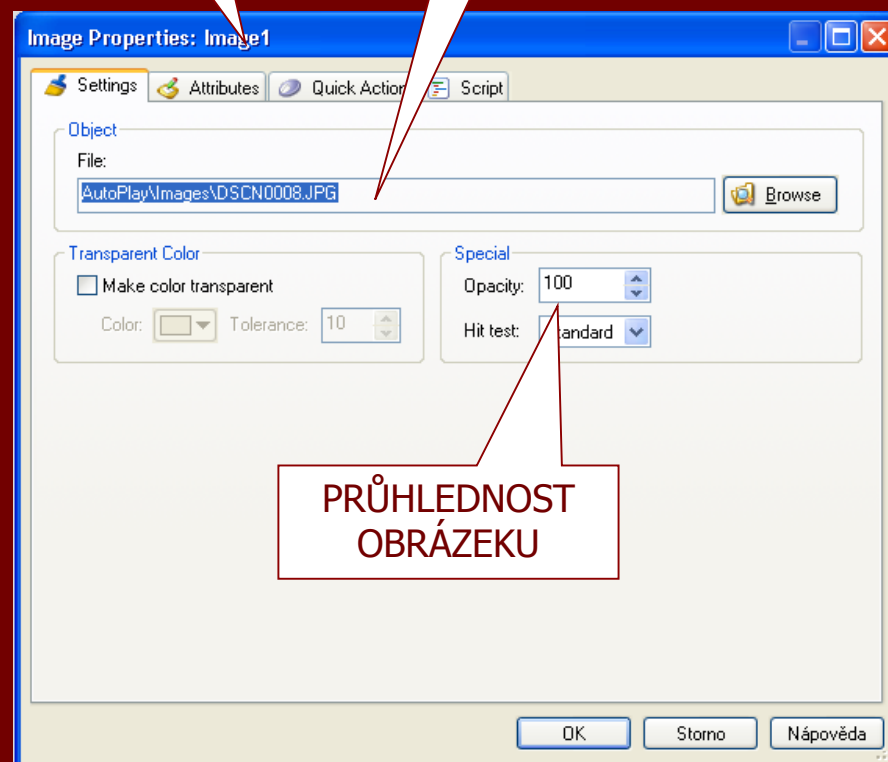 Image Properties: Image1
Settings Attributes Quick Action Script
Object
File:
AutoPlay\Images\DSCN0008.JPG Browse
Transparent Color Special
Make color transparent Opacity: 100
Color: Tolerance: 10 Hit test: Standard
PRŮHLEDNOST
OBRÁZEKU
OK Storno Nápověda